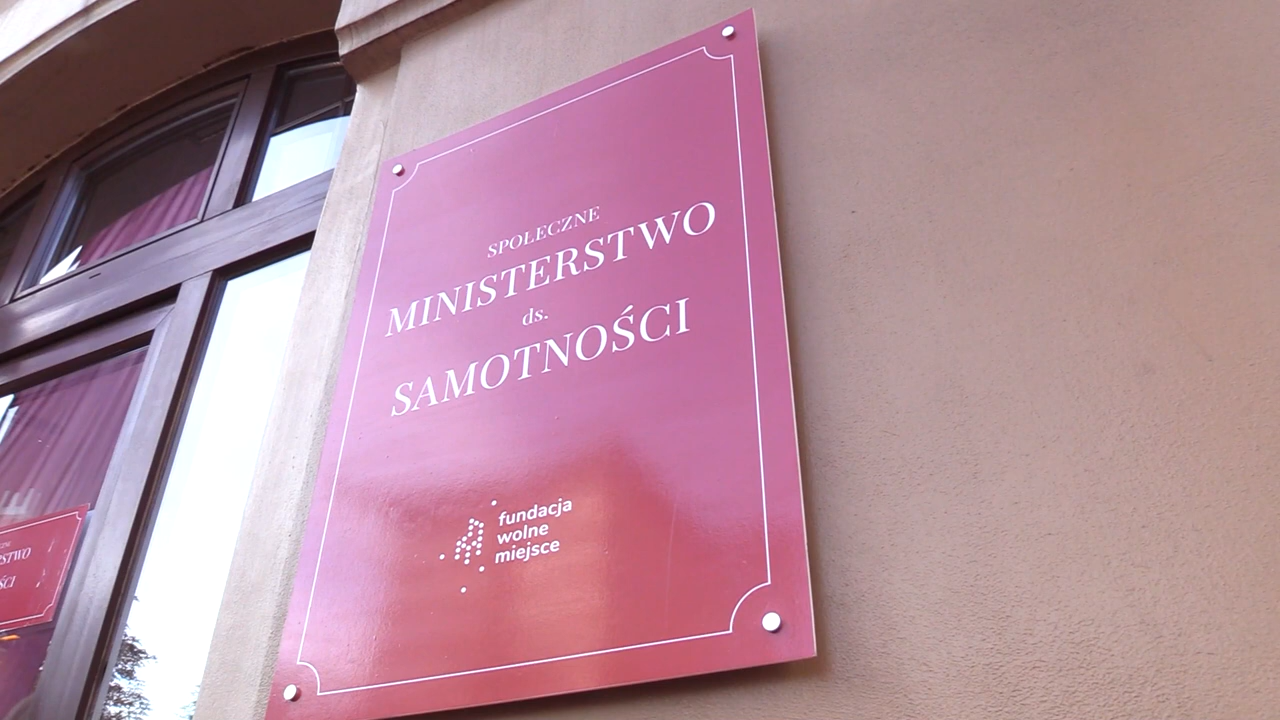 SPOŁECZNE
MINISTERSTWO
ds.
SAMOTNOŚCI
fundacja
wolne
miejsce